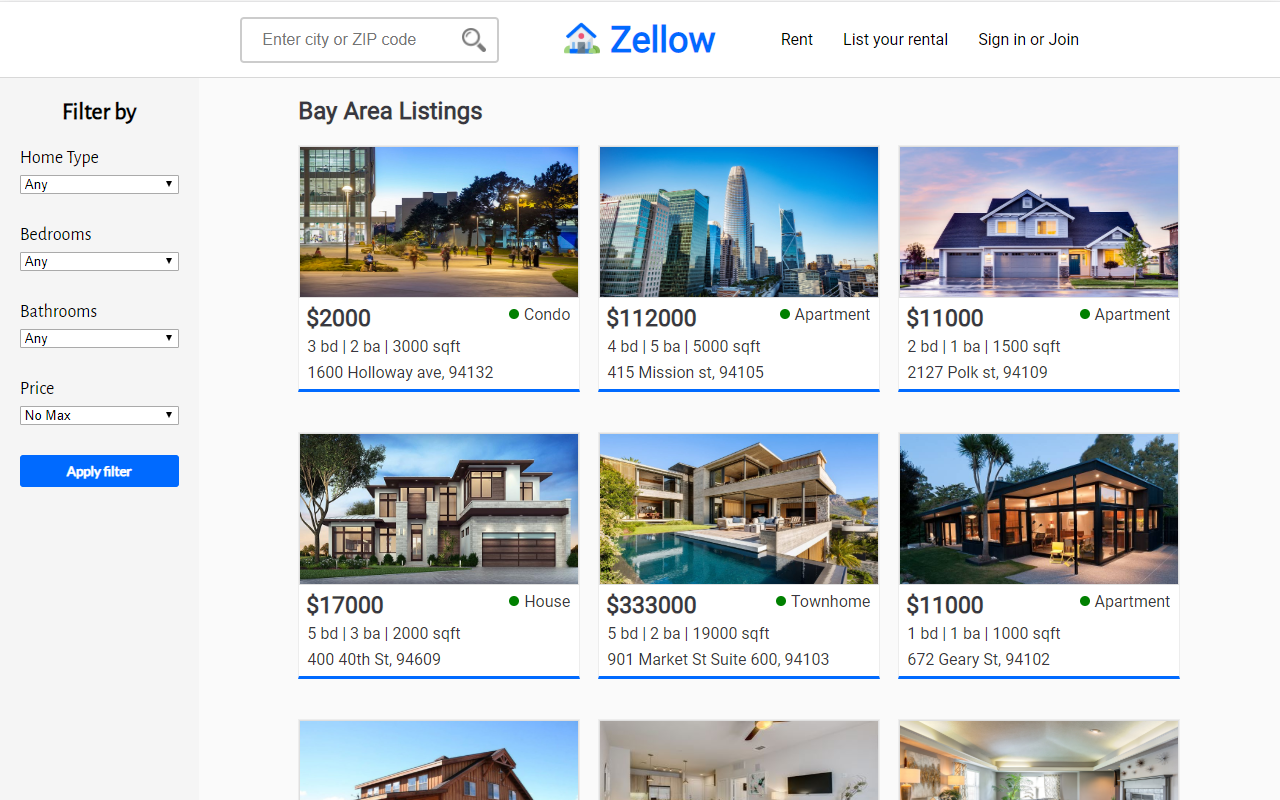 Enter city or ZIP code
Zellow
Rent
List your rental
Sign in or Join
Filter by
Home Type
Any
Bedrooms
Any
Bathrooms
Any
Price
No Max
Apply filter
Bay Area Listings
$2000
Condo
3 bd | 2 ba | 3000 sqft
1600 Holloway ave, 94132
$112000
Apartment
4 bd | 5 ba | 5000 sqft
415 Mission st, 94105
$11000
Apartment
2 bd | 1 ba | 1500 sqft
2127 Polk st, 94109
$17000
House
5 bd | 3 ba | 2000 sqft
400 40th St, 94609
$333000
Townhome
5 bd | 2 ba | 19000 sqft
901 Market St Suite 600, 94103
$11000
Apartment
1 bd | 1 ba | 1000 sqft
672 Geary St, 94102